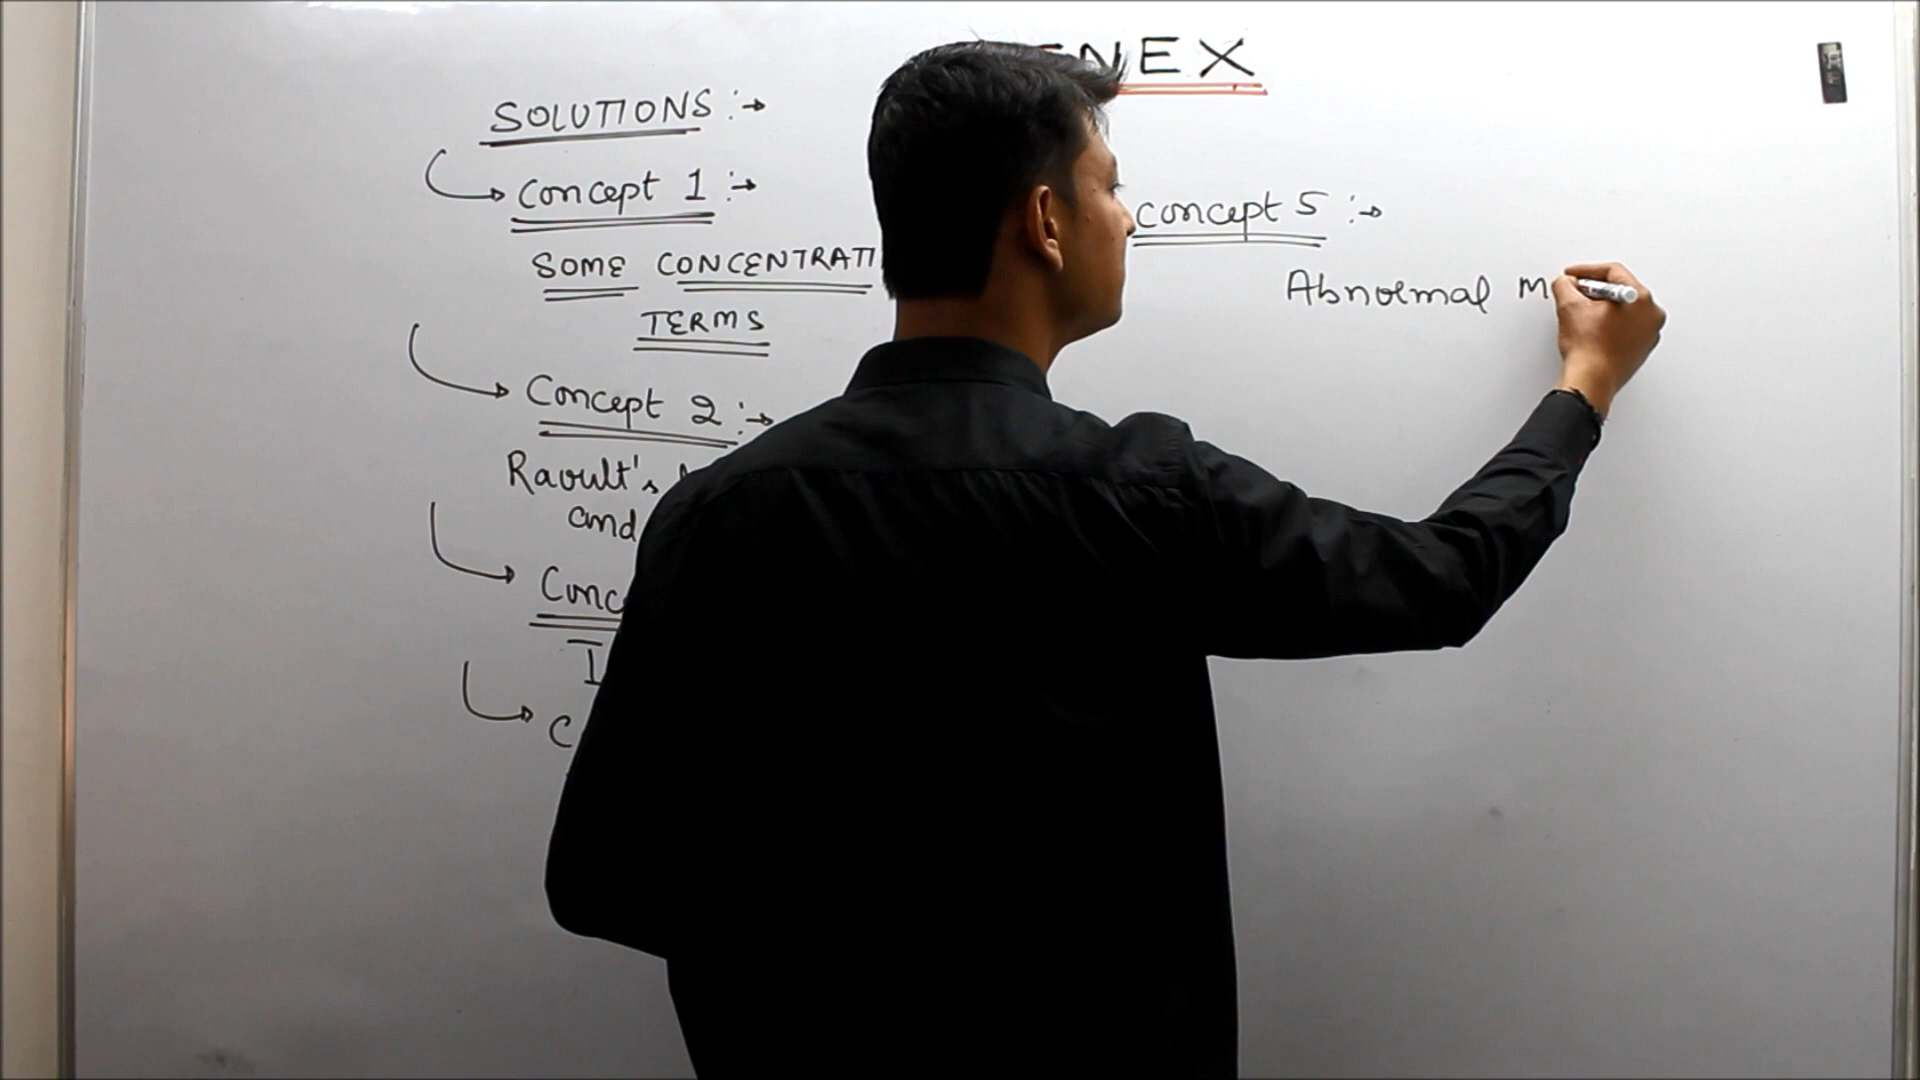 NEX
SOLUTIONS :→
Concept 1 :→
SOME CONCENTRATI
TERMS
Concept 2 :→
Raoult's
and
Conc
I
C
Concept 5 :→
Abnormal M